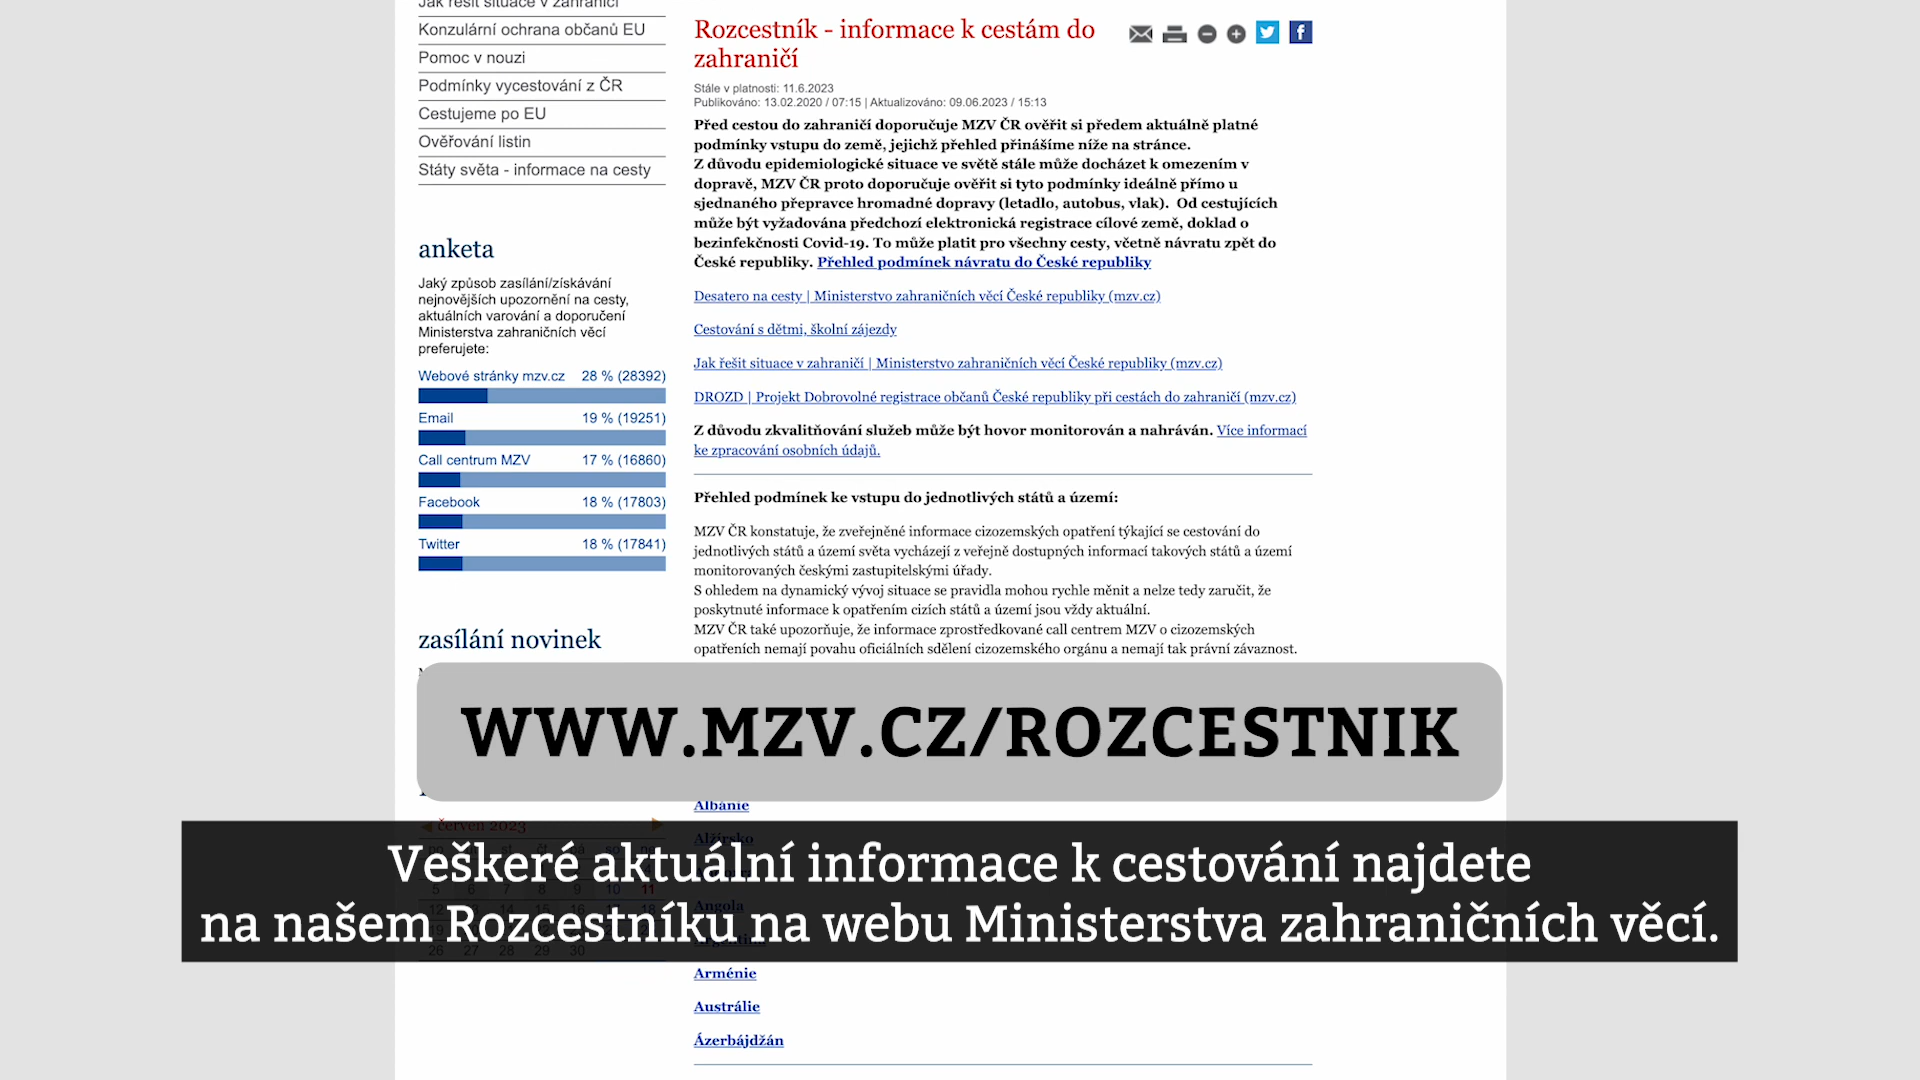 Jak řešit situace v zahraničí
Konzulární ochrana občanů EU
Pomoc v nouzi
Podmínky vycestování z ČR
Cestujeme po EU
Ověřování listin
Státy světa - informace na cesty
anketa
Jaký způsob zasílání/získávání
nejnovějších upozornění na cesty,
aktuálních varování a doporučení
Ministerstva zahraničních věcí
preferujete:
Webové stránky mzv.cz 28 % (28392)
Email 19 % (19251)
Call centrum MZV 17 % (16860)
Facebook 18 % (17803)
Twitter 18 % (17841)
zasílání novinek
Rozcestník - informace k cestám do
zahraničí
Stále v platnosti: 11.6.2023
Publikováno: 13.02.2020 / 07:15 | Aktualizováno: 09.06.2023 / 15:13
Před cestou do zahraničí doporučuje MZV ČR ověřit si předem aktuálně platné
podmínky vstupu do země, jejichž přehled přinášíme níže na stránce.
Z důvodu epidemiologické situace ve světě stále může docházet k omezením v
dopravě, MZV ČR proto doporučuje ověřit si tyto podmínky ideálně přímo u
sjednaného přepravce hromadné dopravy (letadlo, autobus, vlak). Od cestujících
může být vyžadována předchozí elektronická registrace cílové země, doklad o
bezinfekčnosti Covid-19. To může platit pro všechny cesty, včetně návratu zpět do
České republiky. Přehled podmínek návratu do České republiky
Desatero na cesty | Ministerstvo zahraničních věcí České republiky (mzv.cz)
Cestování s dětmi, školní zájezdy
Jak řešit situace v zahraničí | Ministerstvo zahraničních věcí České republiky (mzv.cz)
DROZD | Projekt Dobrovolné registrace občanů České republiky při cestách do zahraničí (mzv.cz)
Z důvodu zkvalitňování služeb může být hovor monitorován a nahráván. Více informací
ke zpracování osobních údajů.
Přehled podmínek ke vstupu do jednotlivých států a území:
MZV ČR konstatuje, že zveřejněné informace cizozemských opatření týkající se cestování do
jednotlivých států a území světa vycházejí z veřejně dostupných informací takových států a území
monitorovaných českými zastupitelskými úřady.
S ohledem na dynamický vývoj situace se pravidla mohou rychle měnit a nelze tedy zaručit, že
poskytnuté informace k opatřením cizích států a území jsou vždy aktuální.
MZV ČR také upozorňuje, že informace zprostředkované call centrem MZV o cizozemských
opatřeních nemají povahu oficiálních sdělení cizozemského orgánu a nemají tak právní závaznost.
WWW.MZV.CZ/ROZCESTNIK
Albánie
červen 2023
Alžírsko
Veškeré aktuální informace k cestování najdete
na našem Rozcestníku na webu Ministerstva zahraničních věcí.
Angola
26 27 28 29 30
Arménie
Austrálie
Ázerbájdžán